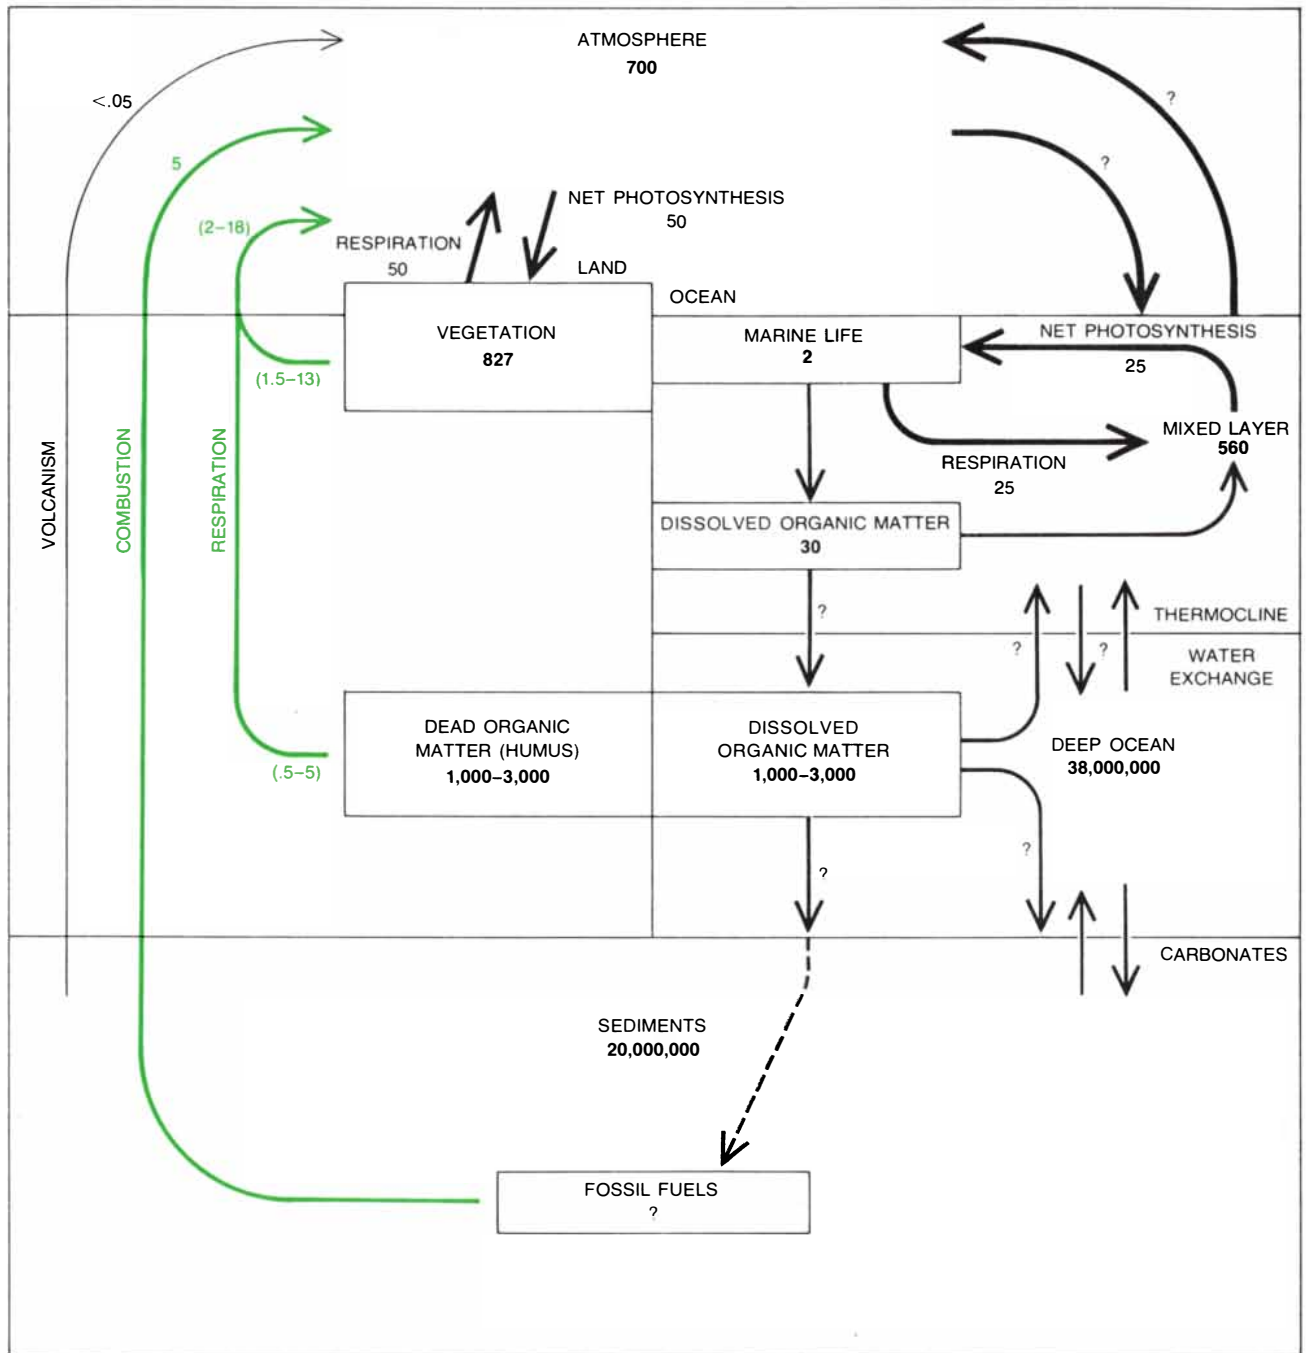 ATMOSPHERE
700
<.05
?
5
?
NET PHOTOSYNTHESIS
50
(2–18)
RESPIRATION
50
LAND
OCEAN
VEGETATION
827
MARINE LIFE
2
NET PHOTOSYNTHESIS
25
(1.5–13)
MIXED LAYER
560
RESPIRATION
25
VOLCANISM
COMBUSTION
RESPIRATION
DISSOLVED ORGANIC MATTER
30
?
THERMOCLINE
?
?
WATER
EXCHANGE
DEAD ORGANIC
MATTER (HUMUS)
1,000–3,000
DISSOLVED
ORGANIC MATTER
1,000–3,000
DEEP OCEAN
38,000,000
(.5–5)
?
?
CARBONATES
SEDIMENTS
20,000,000
FOSSIL FUELS
?